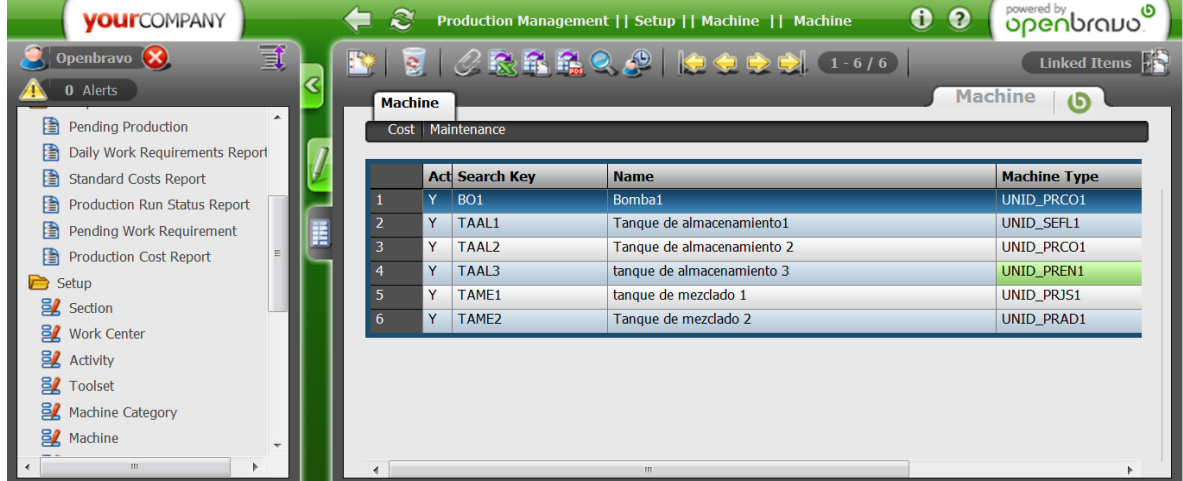 yourCOMPANY
Production Management || Setup || Machine || Machine
powered by
openbravo
Openbravo
0 Alerts
1 - 6 / 6
Linked Items
Pending Production
Daily Work Requirements Report
Standard Costs Report
Production Run Status Report
Pending Work Requirement
Production Cost Report
Setup
Section
Work Center
Activity
Toolset
Machine Category
Machine
Machine
Machine
Cost Maintenance
Act Search Key Name Machine Type
1 Y BO1 Bomba1 UNID_PRCO1
2 Y TAAL1 Tanque de almacenamiento1 UNID_SEFL1
3 Y TAAL2 Tanque de almacenamiento 2 UNID_PRCO1
4 Y TAAL3 tanque de almacenamiento 3 UNID_PREN1
5 Y TAME1 tanque de mezclado 1 UNID_PRJS1
6 Y TAME2 Tanque de mezclado 2 UNID_PRAD1